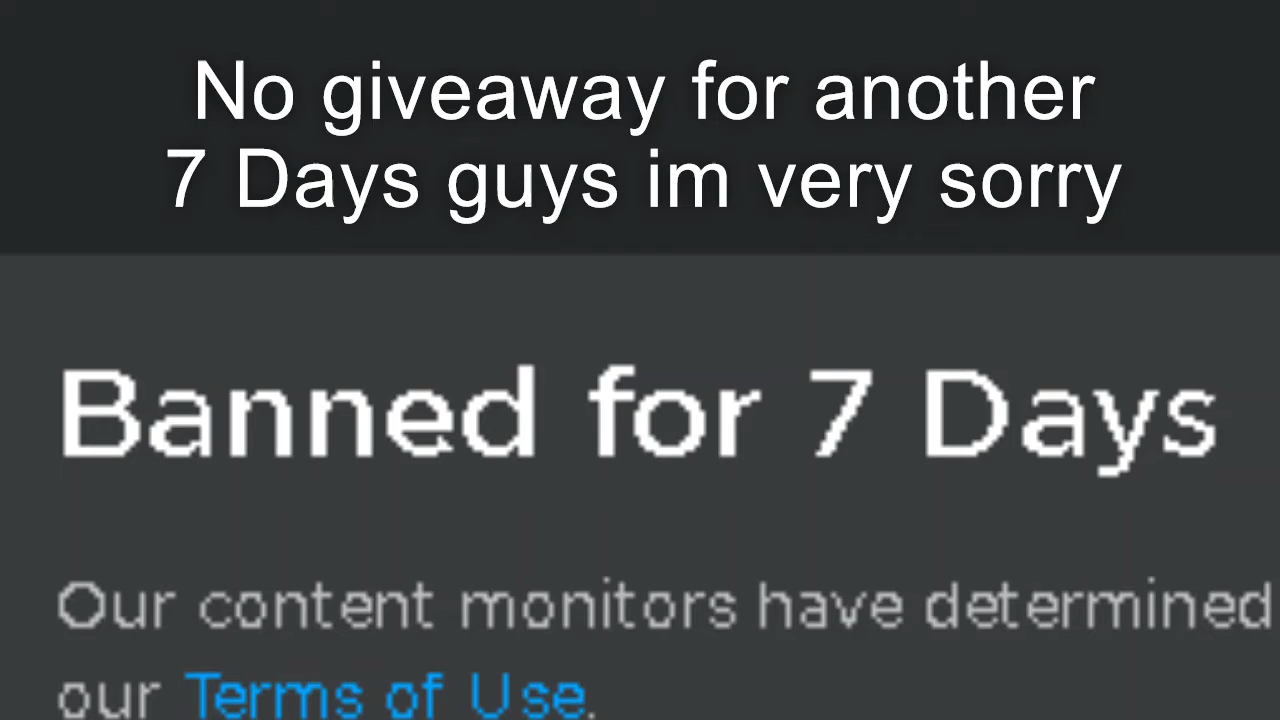 No giveaway for another
7 Days guys im very sorry
Banned for 7 Days
Our content monitors have determined
our Terms of Use.